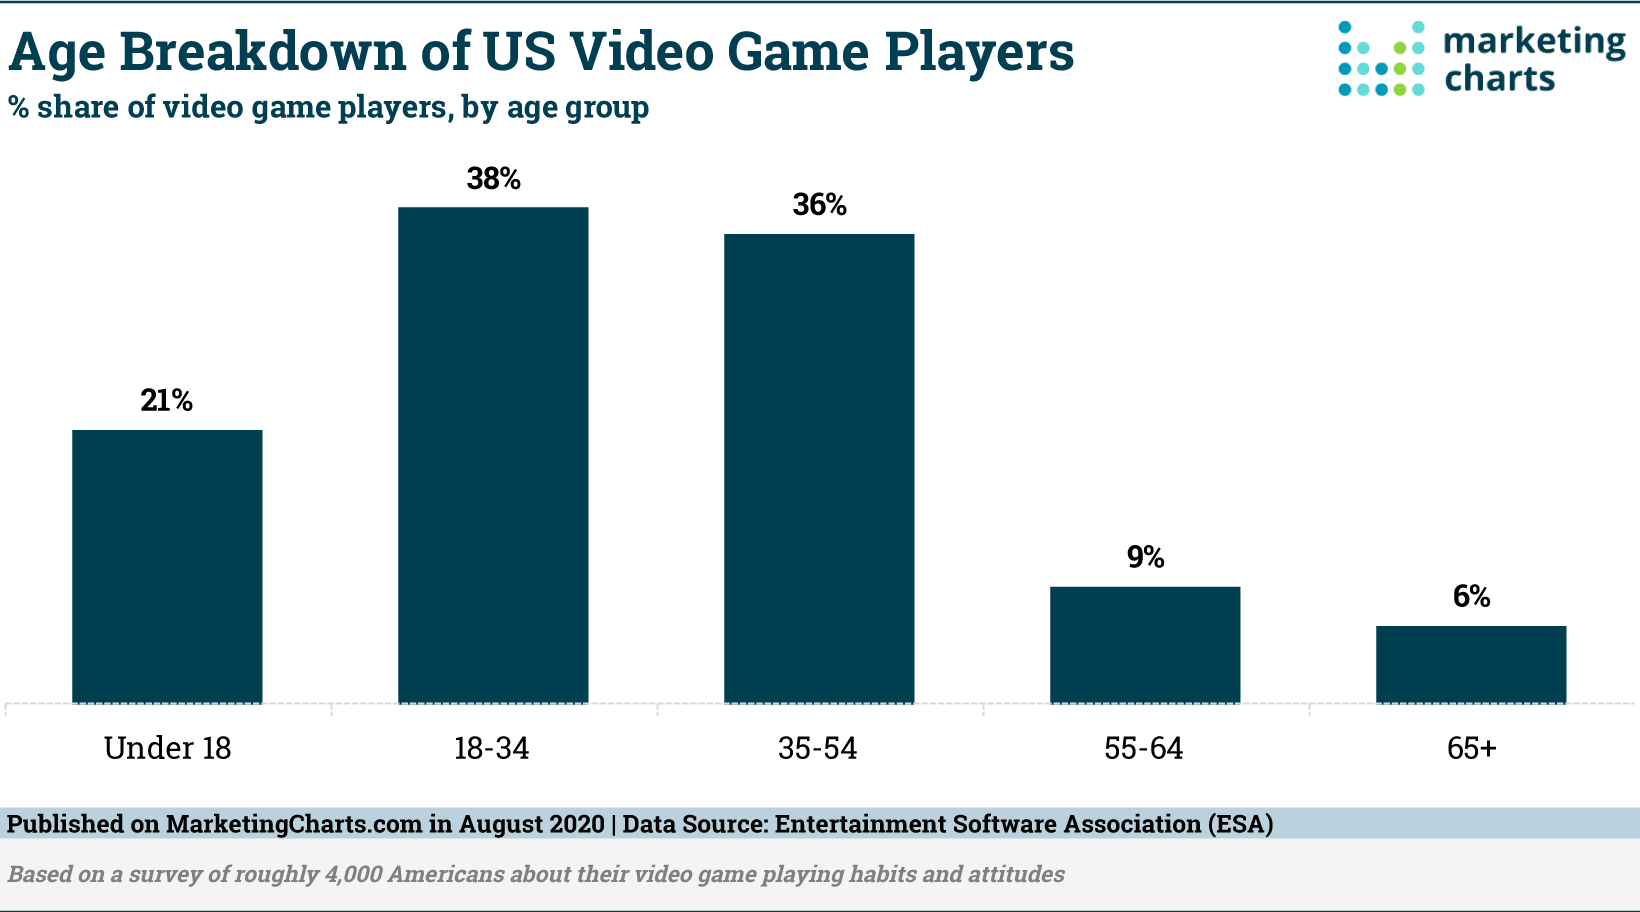 Age Breakdown of US Video Game Players
% share of video game players, by age group
marketing
charts
38%
36%
21%
9%
6%
Under 18
18-34
35-54
55-64
65+
Published on MarketingCharts.com in August 2020 | Data Source: Entertainment Software Association (ESA)
Based on a survey of roughly 4,000 Americans about their video game playing habits and attitudes